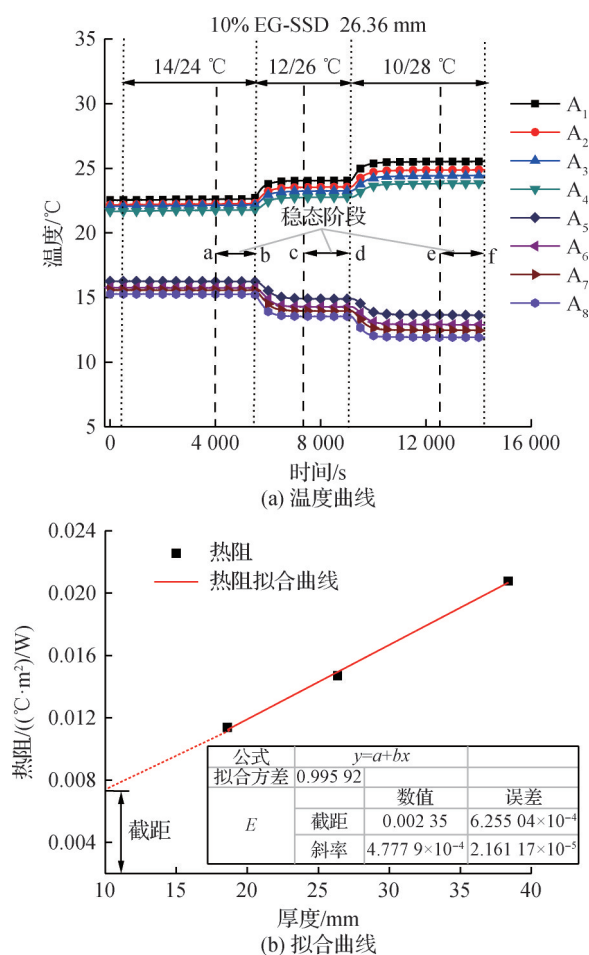 10% EG-SSD 26.36 mm
35
30
25
20
15
10
5
温度/℃
14/24 ℃
12/26 ℃
10/28 ℃
稳态阶段
a
b
c
d
e
f
A₁
A₂
A₃
A₄
A₅
A₆
A₇
A₈
0
4 000
8 000
12 000
16 000
时间/s
(a) 温度曲线
0.024
0.020
0.016
0.012
0.008
0.004
热阻/((℃·m²)/W)
热阻
热阻拟合曲线
公式 y=a+bx
拟合方差 0.995 92
数值 误差
E 截距 0.002 35 6.255 04×10⁻⁴
斜率 4.777 9×10⁻⁴ 2.161 17×10⁻⁵
截距
10
15
20
25
30
35
40
厚度/mm
(b) 拟合曲线